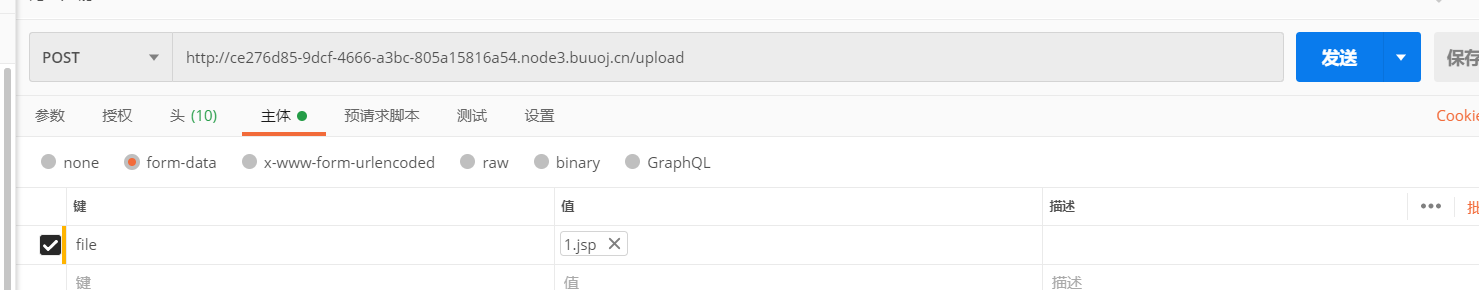 POST http://ce276d85-9dcf-4666-a3bc-805a15816a54.node3.buuoj.cn/upload 发送 保存
参数 授权 头 (10) 主体 预请求脚本 测试 设置 Cookie
none form-data x-www-form-urlencoded raw binary GraphQL
键 值 描述 ••• 批
file 1.jsp
键 值 描述